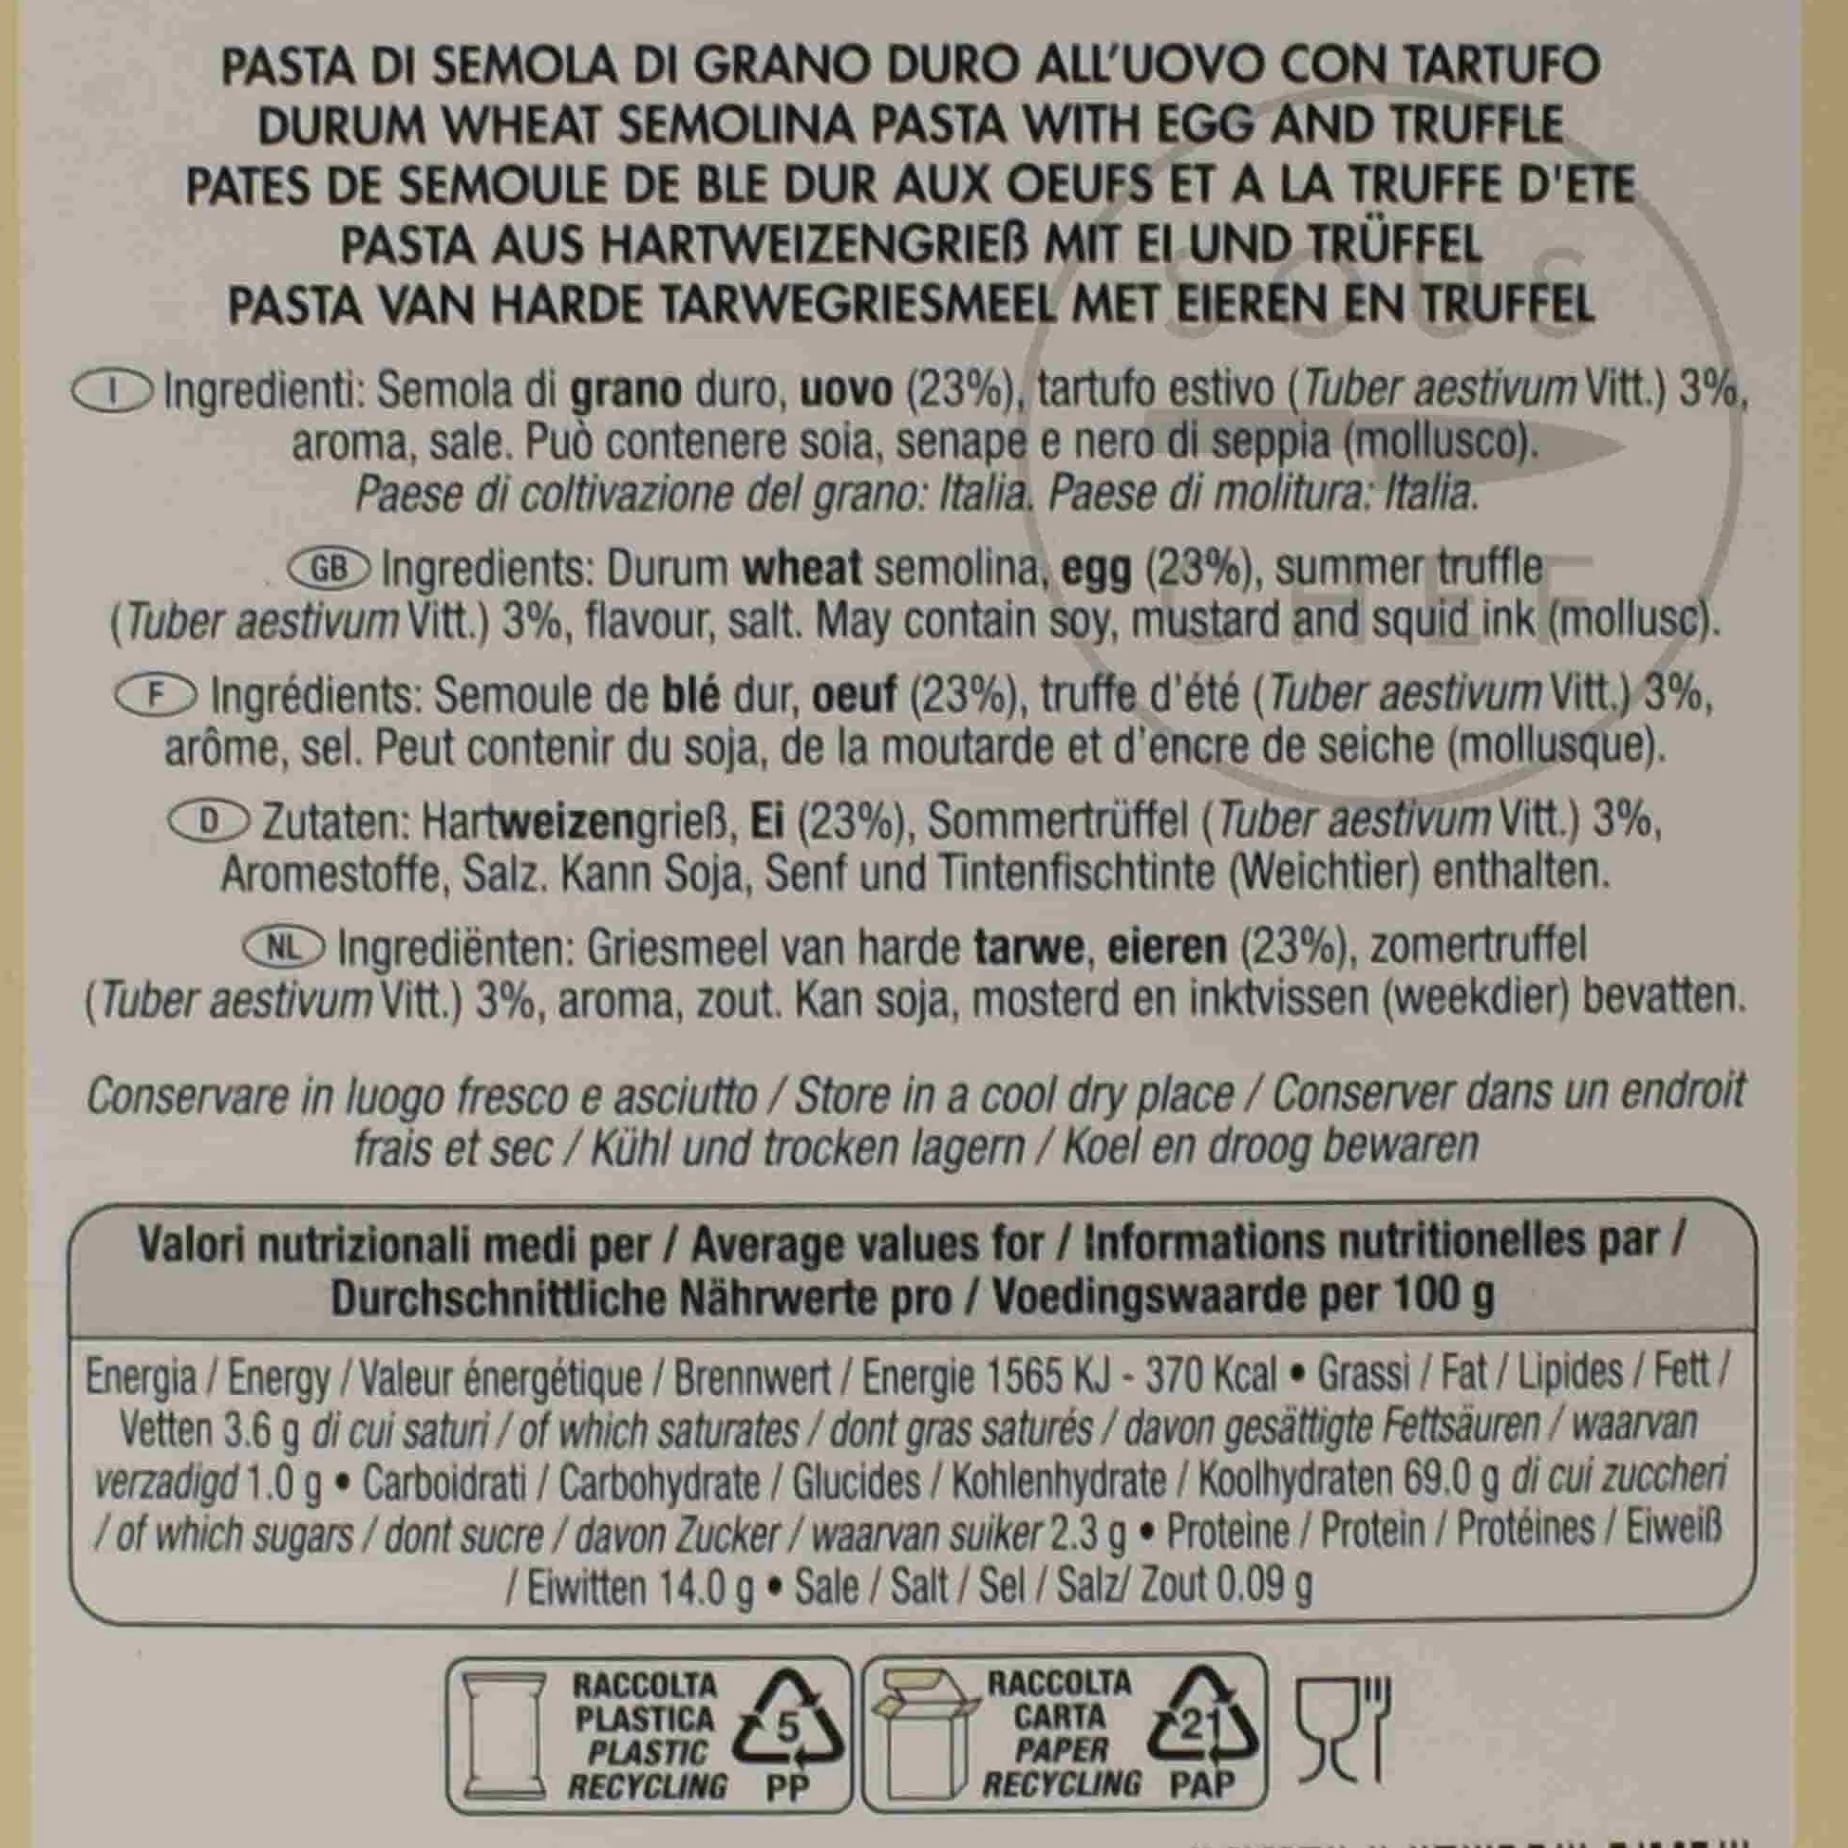 PASTA DI SEMOLA DI GRANO DURO ALL'UOVO CON TARTUFO
DURUM WHEAT SEMOLINA PASTA WITH EGG AND TRUFFLE
PATES DE SEMOULE DE BLE DUR AUX OEUFS ET A LA TRUFFE D'ETE
PASTA AUS HARTWEIZENGRIEß MIT EI UND TRÜFFEL
PASTA VAN HARDE TARWEGRIESMEEL MET EIEREN EN TRUFFEL
SOUS
CHEF
I Ingredienti: Semola di grano duro, uovo (23%), tartufo estivo (Tuber aestivum Vitt.) 3%,
aroma, sale. Può contenere soia, senape e nero di seppia (mollusco).
Paese di coltivazione del grano: Italia. Paese di molitura: Italia.
GB Ingredients: Durum wheat semolina, egg (23%), summer truffle
(Tuber aestivum Vitt.) 3%, flavour, salt. May contain soy, mustard and squid ink (mollusc).
F Ingrédients: Semoule de blé dur, oeuf (23%), truffe d'été (Tuber aestivum Vitt.) 3%,
arôme, sel. Peut contenir du soja, de la moutarde et d'encre de seiche (mollusque).
D Zutaten: Hartweizengrieß, Ei (23%), Sommertrüffel (Tuber aestivum Vitt.) 3%,
Aromestoffe, Salz. Kann Soja, Senf und Tintenfischtinte (Weichtier) enthalten.
NL Ingrediënten: Griesmeel van harde tarwe, eieren (23%), zomertruffel
(Tuber aestivum Vitt.) 3%, aroma, zout. Kan soja, mosterd en inktvissen (weekdier) bevatten.
Conservare in luogo fresco e asciutto / Store in a cool dry place / Conserver dans un endroit
frais et sec / Kühl und trocken lagern / Koel en droog bewaren
Valori nutrizionali medi per / Average values for / Informations nutritionelles par /
Durchschnittliche Nährwerte pro / Voedingswaarde per 100 g
Energia / Energy / Valeur énergétique / Brennwert / Energie 1565 KJ - 370 Kcal • Grassi / Fat / Lipides / Fett /
Vetten 3.6 g di cui saturi / of which saturates / dont gras saturés / davon gesättigte Fettsäuren / waarvan
verzadigd 1.0 g • Carboidrati / Carbohydrate / Glucides / Kohlenhydrate / Koolhydraten 69.0 g di cui zuccheri
/ of which sugars / dont sucre / davon Zucker / waarvan suiker 2.3 g • Proteine / Protein / Protéines / Eiweiß
/ Eiwitten 14.0 g • Sale / Salt / Sel / Salz/ Zout 0.09 g
RACCOLTA
PLASTICA
PLASTIC
RECYCLING
5
PP
RACCOLTA
CARTA
PAPER
RECYCLING
21
PAP